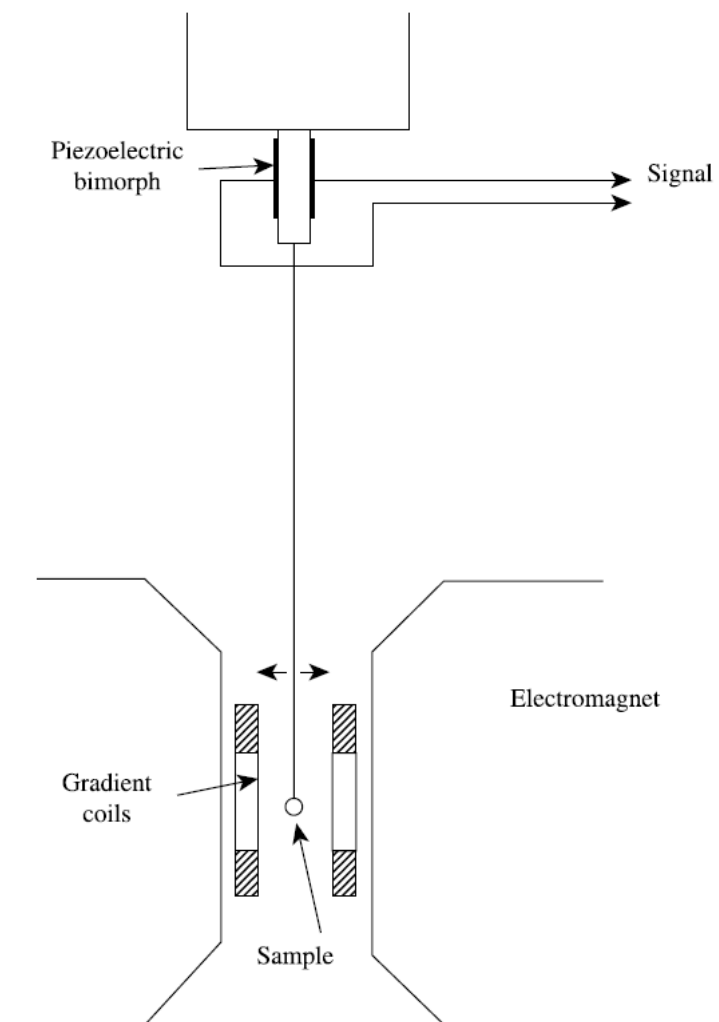 Piezoelectric
bimorph
Signal
Electromagnet
Gradient
coils
Sample